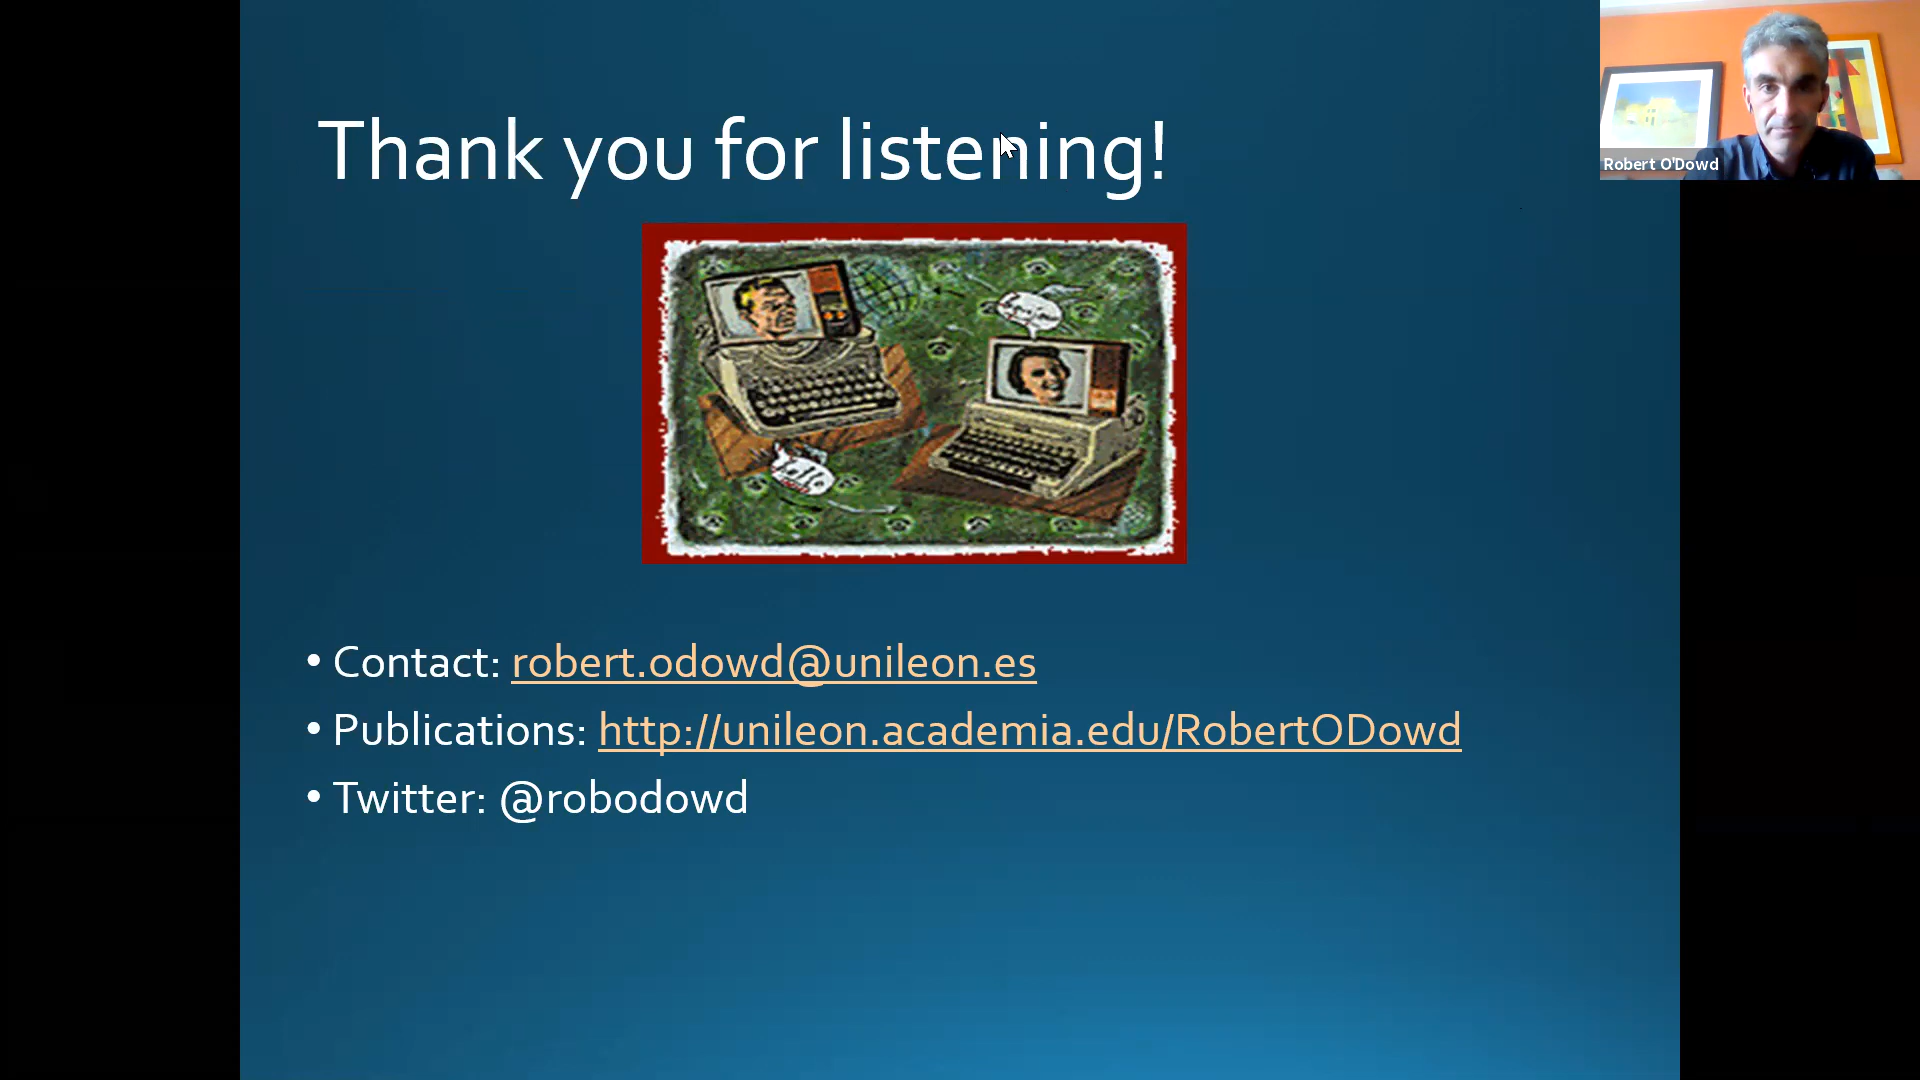 Thank you for listening!
Robert O'Dowd
• Contact: robert.odowd@unileon.es
• Publications: http://unileon.academia.edu/RobertODowd
• Twitter: @robodowd